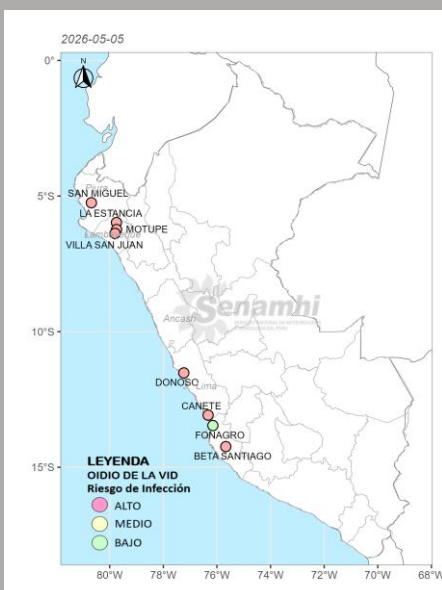 2026-05-05
N
0°
SAN MIGUEL
5°S
LA ESTANCIA
MOTUPE
VILLA SAN JUAN
Senamhi
10°S
Ancash
DONOSO
Lima
CANETE
FONAGRO
BETA SANTIAGO
15°S
LEYENDA
OIDIO DE LA VID
Riesgo de Infección
ALTO
MEDIO
BAJO
80°W 78°W 76°W 74°W 72°W 70°W 68°W